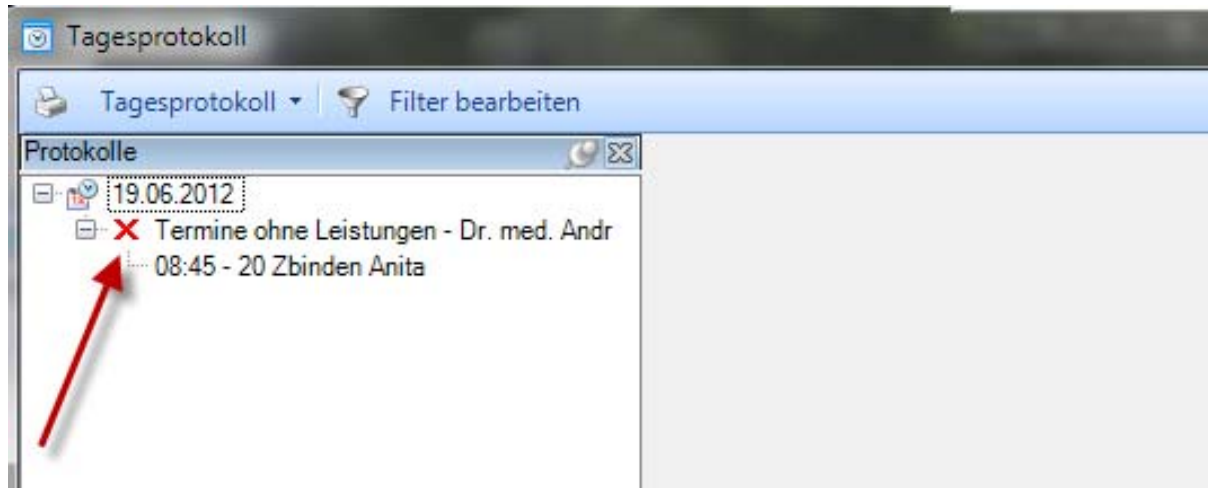 Tagesprotokoll
Tagesprotokoll Filter bearbeiten
Protokolle
19.06.2012
Termine ohne Leistungen - Dr. med. Andr
08:45 - 20 Zbinden Anita